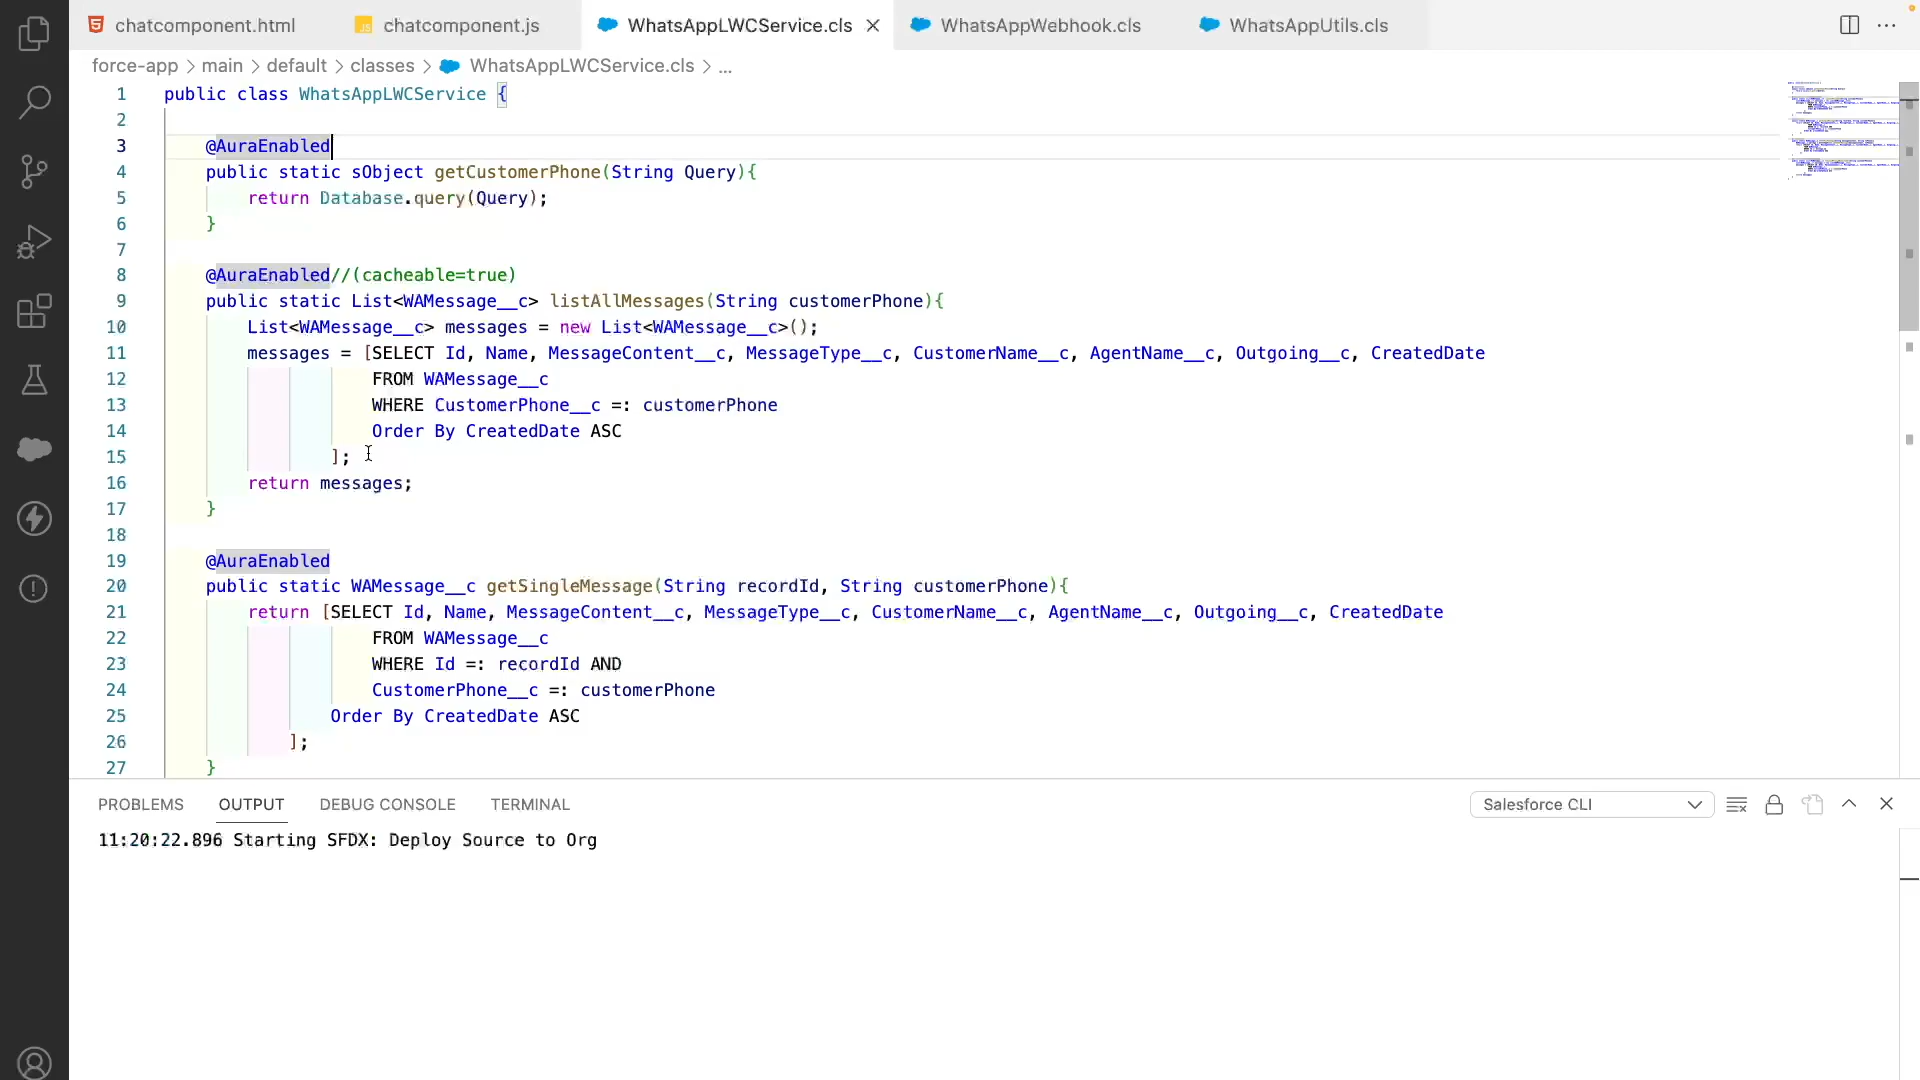 chatcomponent.html
JS chatcomponent.js
WhatsAppLWCService.cls
WhatsAppWebhook.cls
WhatsAppUtils.cls
force-app > main > default > classes > WhatsAppLWCService.cls > ...
1 public class WhatsAppLWCService {
2
3 @AuraEnabled
4 public static sObject getCustomerPhone(String Query){
5 return Database.query(Query);
6 }
7
8 @AuraEnabled//(cacheable=true)
9 public static List<WAMessage__c> listAllMessages(String customerPhone){
10 List<WAMessage__c> messages = new List<WAMessage__c>();
11 messages = [SELECT Id, Name, MessageContent__c, MessageType__c, CustomerName__c, AgentName__c, Outgoing__c, CreatedDate
12 FROM WAMessage__c
13 WHERE CustomerPhone__c =: customerPhone
14 Order By CreatedDate ASC
15 ];
16 return messages;
17 }
18
19 @AuraEnabled
20 public static WAMessage__c getSingleMessage(String recordId, String customerPhone){
21 return [SELECT Id, Name, MessageContent__c, MessageType__c, CustomerName__c, AgentName__c, Outgoing__c, CreatedDate
22 FROM WAMessage__c
23 WHERE Id =: recordId AND
24 CustomerPhone__c =: customerPhone
25 Order By CreatedDate ASC
26 ];
27 }
PROBLEMS OUTPUT DEBUG CONSOLE TERMINAL
Salesforce CLI
11:20:22.896 Starting SFDX: Deploy Source to Org